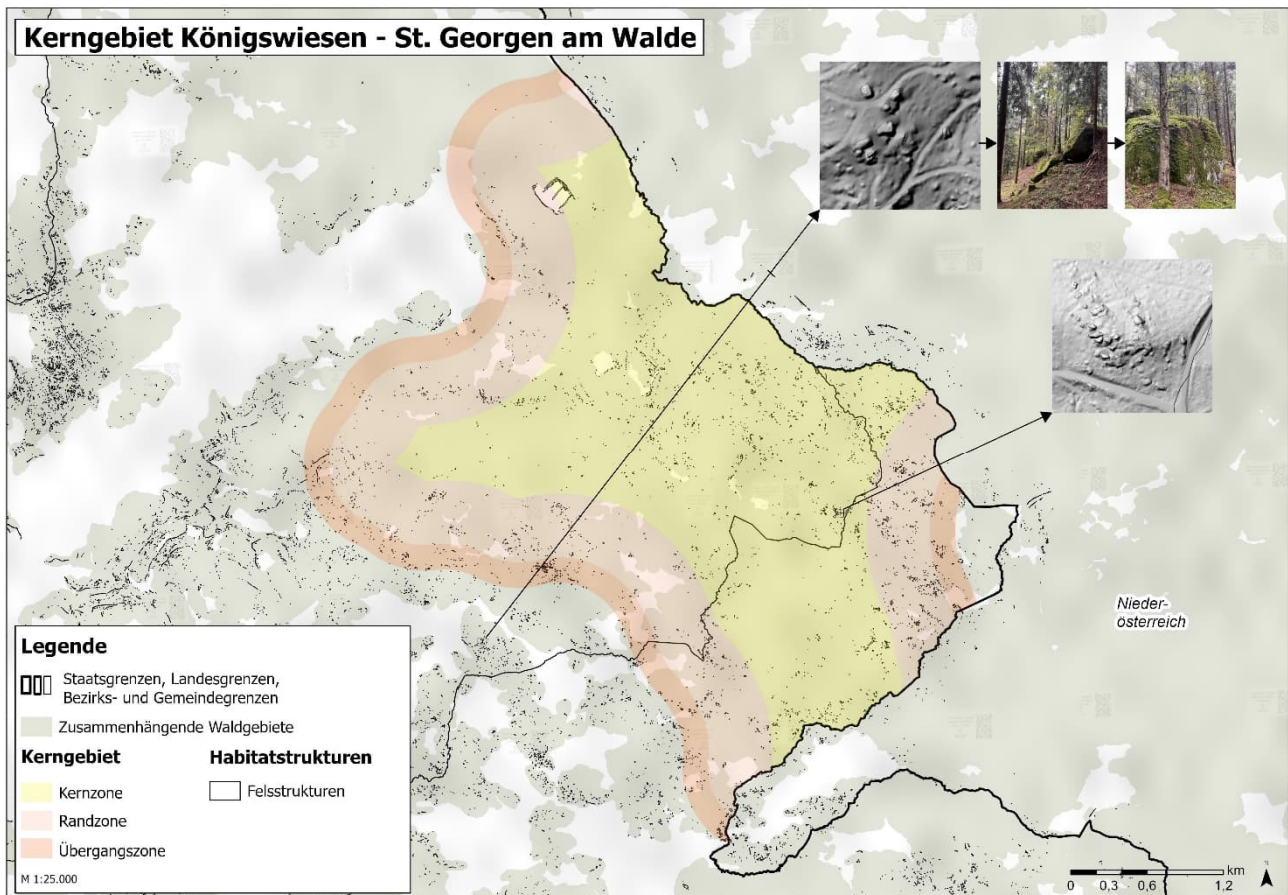 Kerngebiet Königswiesen - St. Georgen am Walde
Nieder-
österreich
Legende
Staatsgrenzen, Landesgrenzen,
Bezirks- und Gemeindegrenzen
Zusammenhängende Waldgebiete
Kerngebiet
Kernzone
Randzone
Übergangszone
Habitatstrukturen
Felsstrukturen
M 1:25.000
km
0 0,3 0,6 1,2